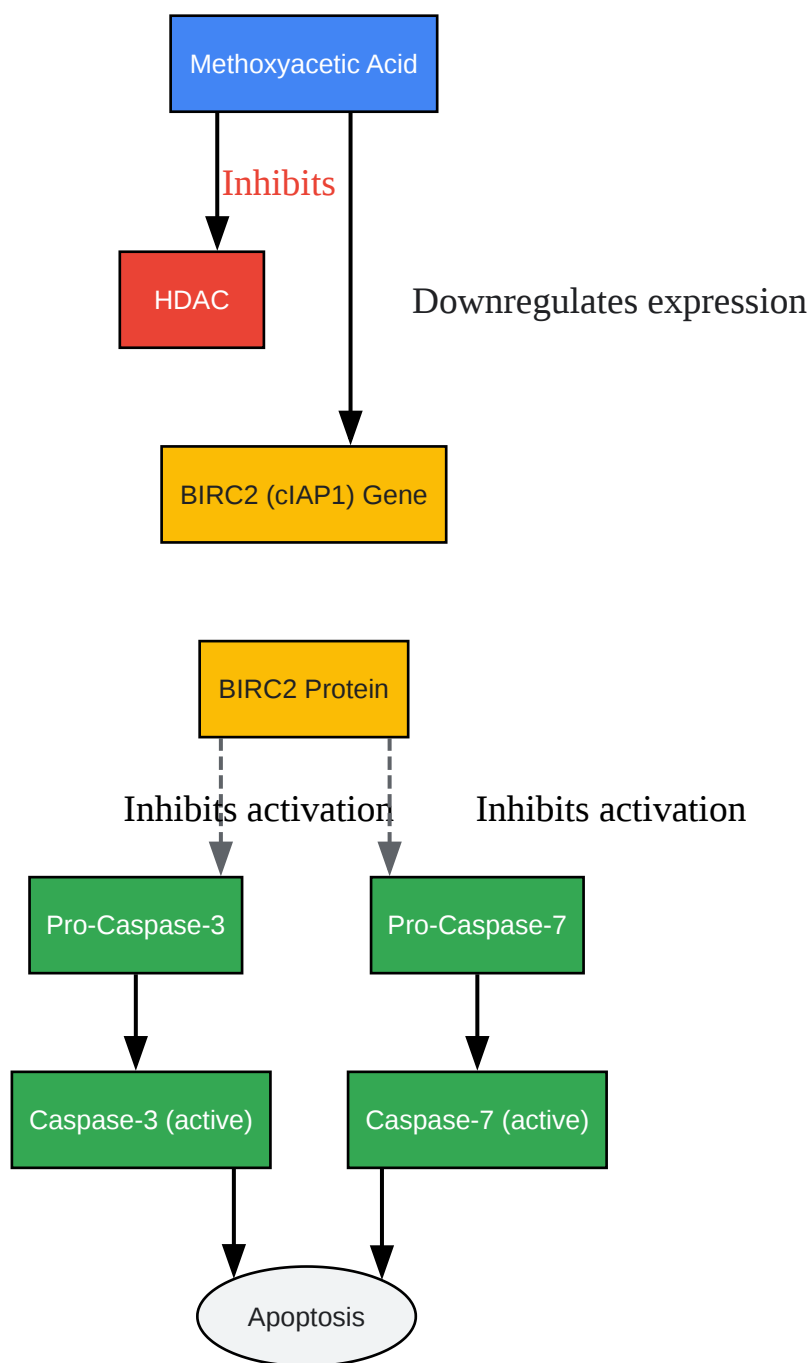 Methoxyacetic Acid
Inhibits
HDAC
Downregulates expression
BIRC2 (cIAP1) Gene
BIRC2 Protein
Inhibits activation
Inhibits activation
Pro-Caspase-3
Pro-Caspase-7
Caspase-3 (active)
Caspase-7 (active)
Apoptosis